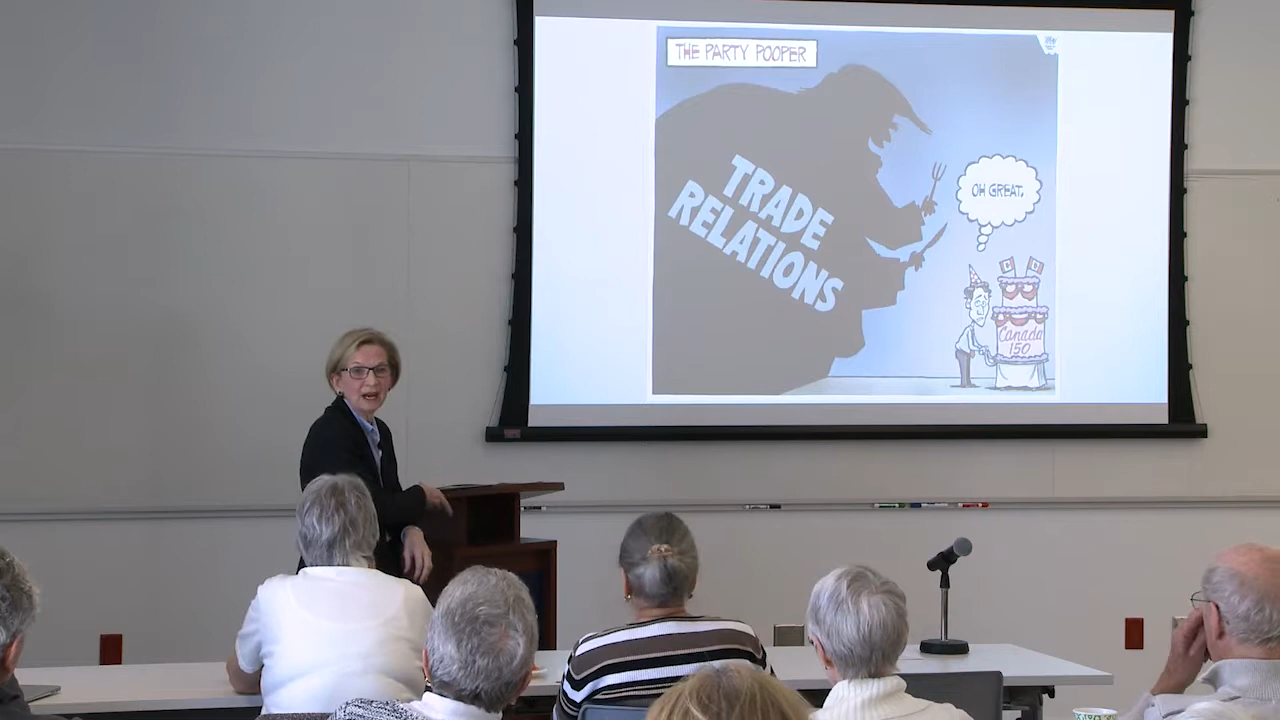 THE PARTY POOPER
TRADE
RELATIONS
OH GREAT.
Canada
150